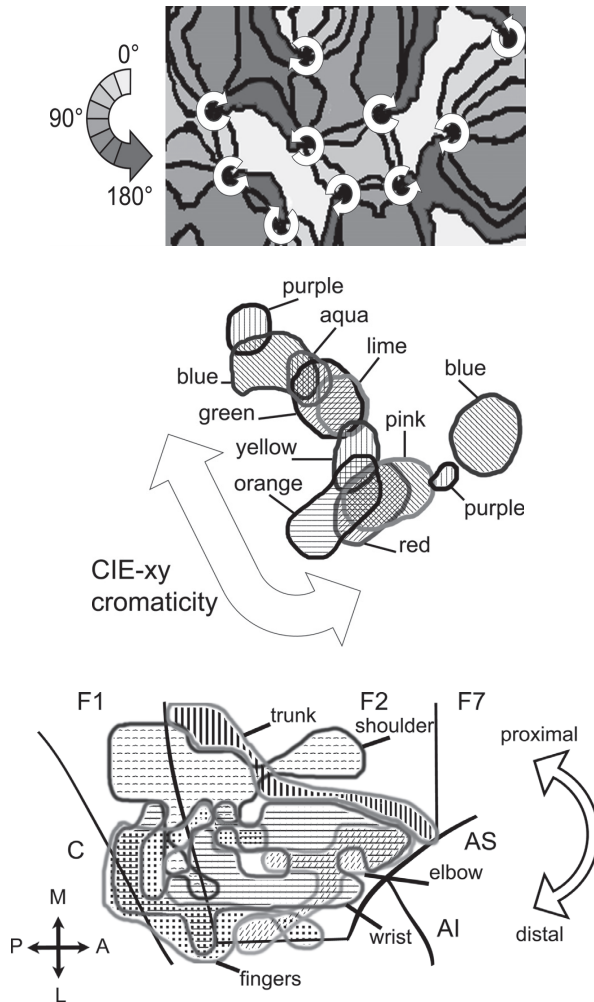 0°
90°
180°
purple
aqua
lime
blue
blue
green
pink
yellow
orange
purple
red
CIE-xy
cromaticity
F1
F2
F7
trunk
shoulder
proximal
C
AS
elbow
M
P
A
AI
wrist
distal
L
fingers